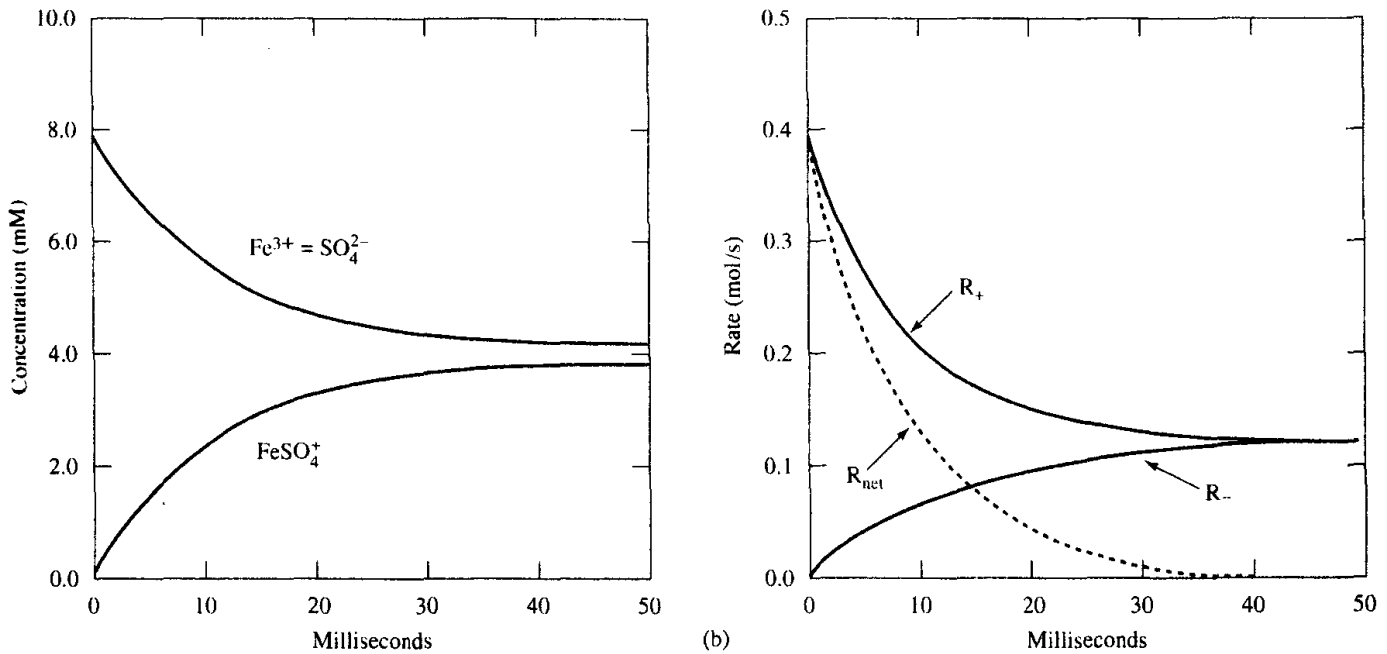 Concentration (mM)
10.0
8.0
6.0
4.0
2.0
0.0
Fe³⁺ = SO₄²⁻
FeSO₄⁺
0 10 20 30 40 50
Milliseconds
(b)
Rate (mol/s)
0.5
0.4
0.3
0.2
0.1
0.0
R₊
Rnet
R₋
0 10 20 30 40 50
Milliseconds